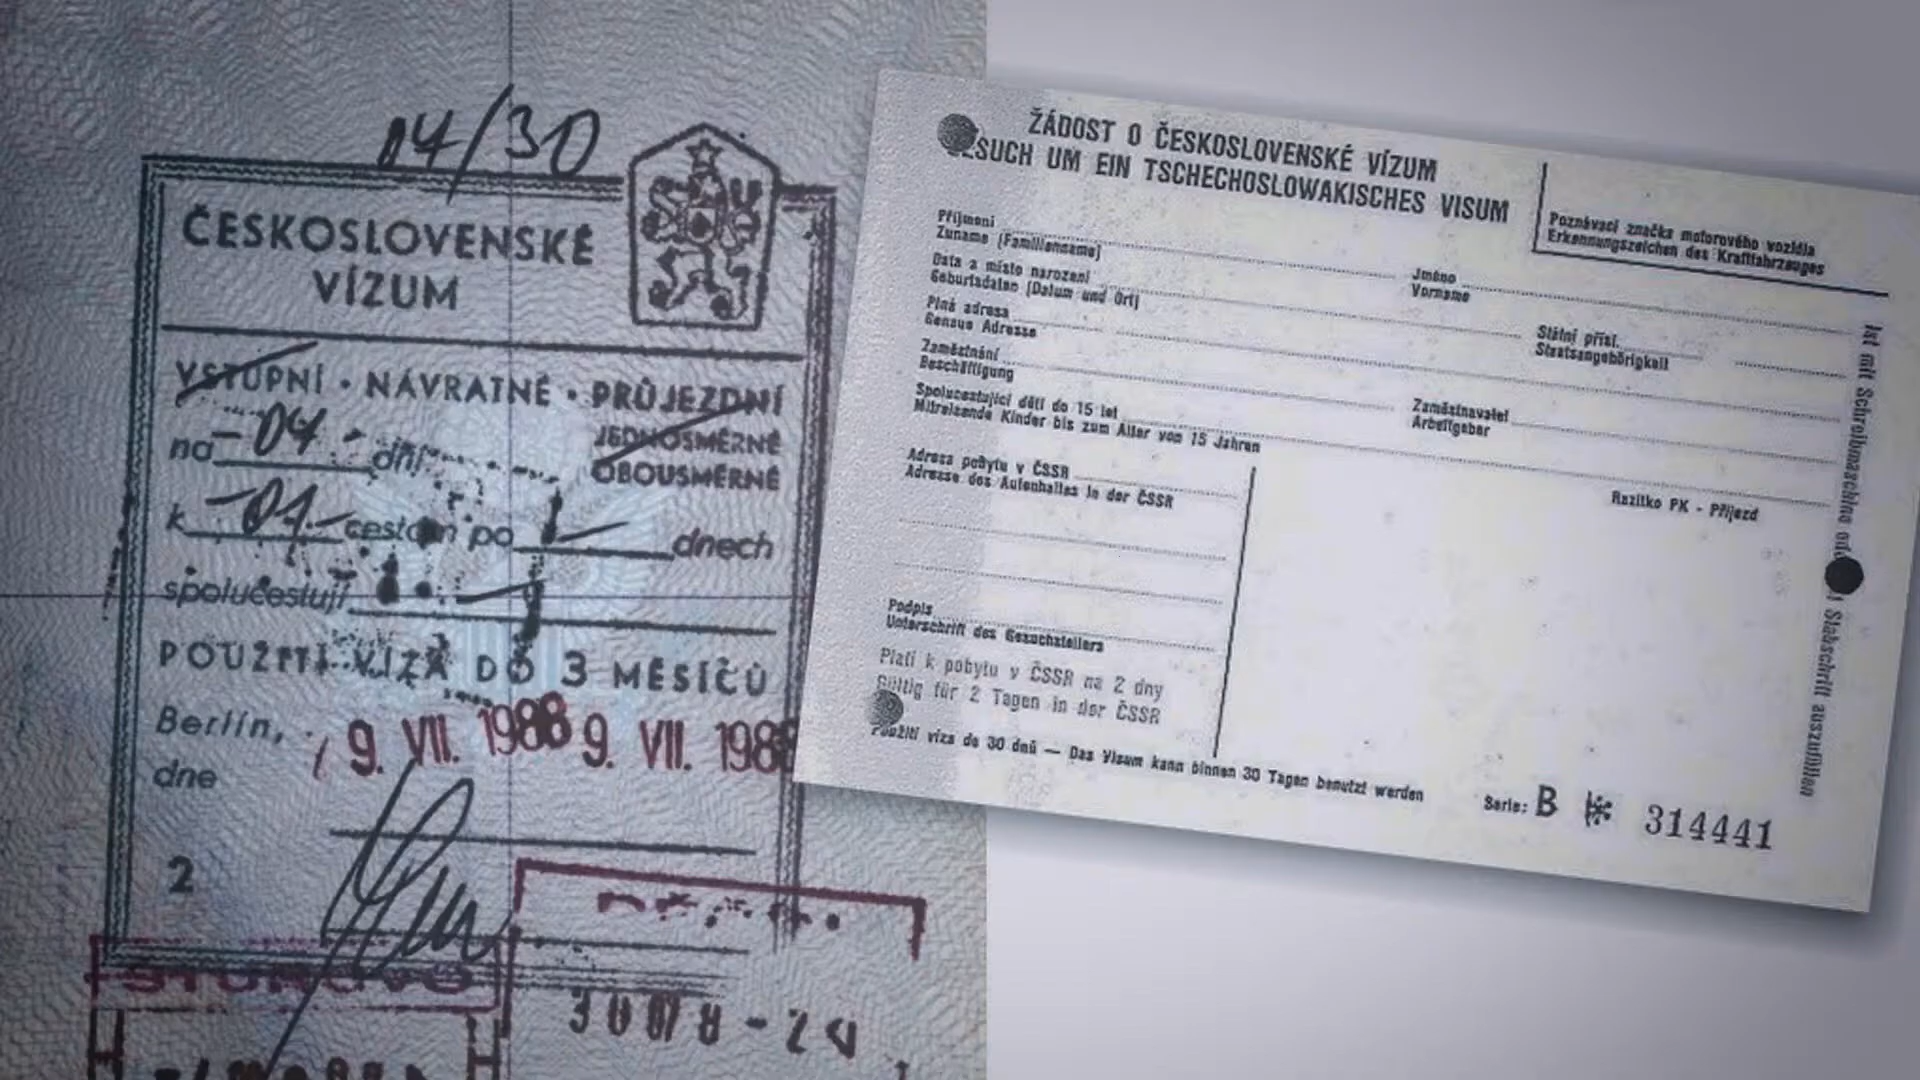 04/30
ČESKOSLOVENSKÉ
VÍZUM
VSTUPNÍ • NÁVRATNÉ • PRŮJEZDNÍ
JEDNOSMĚRNÉ
OBOUSMĚRNÉ
na -04- dní
k -01.- cestám po dnech
spolucestují
POUŽITÍ VÍZA DO 3 MĚSÍCŮ
Berlín,
dne
9. VII. 1988 9. VII. 198
2
ŠTÚROVO
ŽÁDOST O ČESKOSLOVENSKÉ VÍZUM
ESUCH UM EIN TSCHECHOSLOWAKISCHES VISUM
Poznávací značka motorového vozidla
Erkennungszeichen des Kraftfahrzeuges
Příjmení
Zuname (Familienname)
Jméno
Vorname
Data a místo narození
Geburtsdaten (Datum und Ort)
Státní přísl.
Staatsangehörigkeit
Plná adresa
Genaue Adresse
Zaměstnání
Beschäftigung
Zaměstnavatel
Arbeitgeber
Spolucestující děti do 15 let
Mitreisende Kinder bis zum Alter von 15 Jahren
Adresa pobytu v ČSSR
Adresse des Aufenhaltes in der ČSSR
Razítko PK - Příjezd
Podpis
Unterschrift des Gesuchstellers
Platí k pobytu v ČSSR na 2 dny
Gültig für 2 Tagen in der ČSSR
Použití víza do 30 dnů — Das Visum kann binnen 30 Tagen benutzt werden
Serie: B 314441
Ist mit Schreibmaschine od Stabschrift auszufüllen